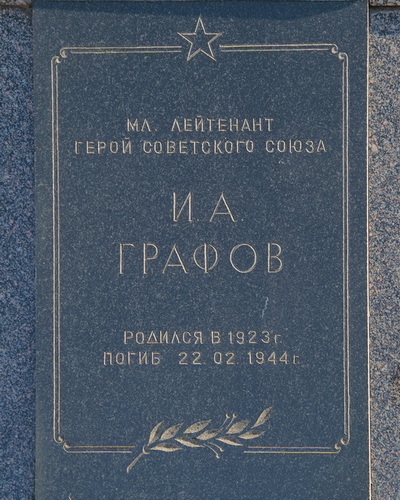 МЛ. ЛЕЙТЕНАНТ
ГЕРОЙ СОВЕТСКОГО СОЮЗА
И. А.
ГРАФОВ
РОДИЛСЯ В 1923 г.
ПОГИБ 22.02.1944 г.